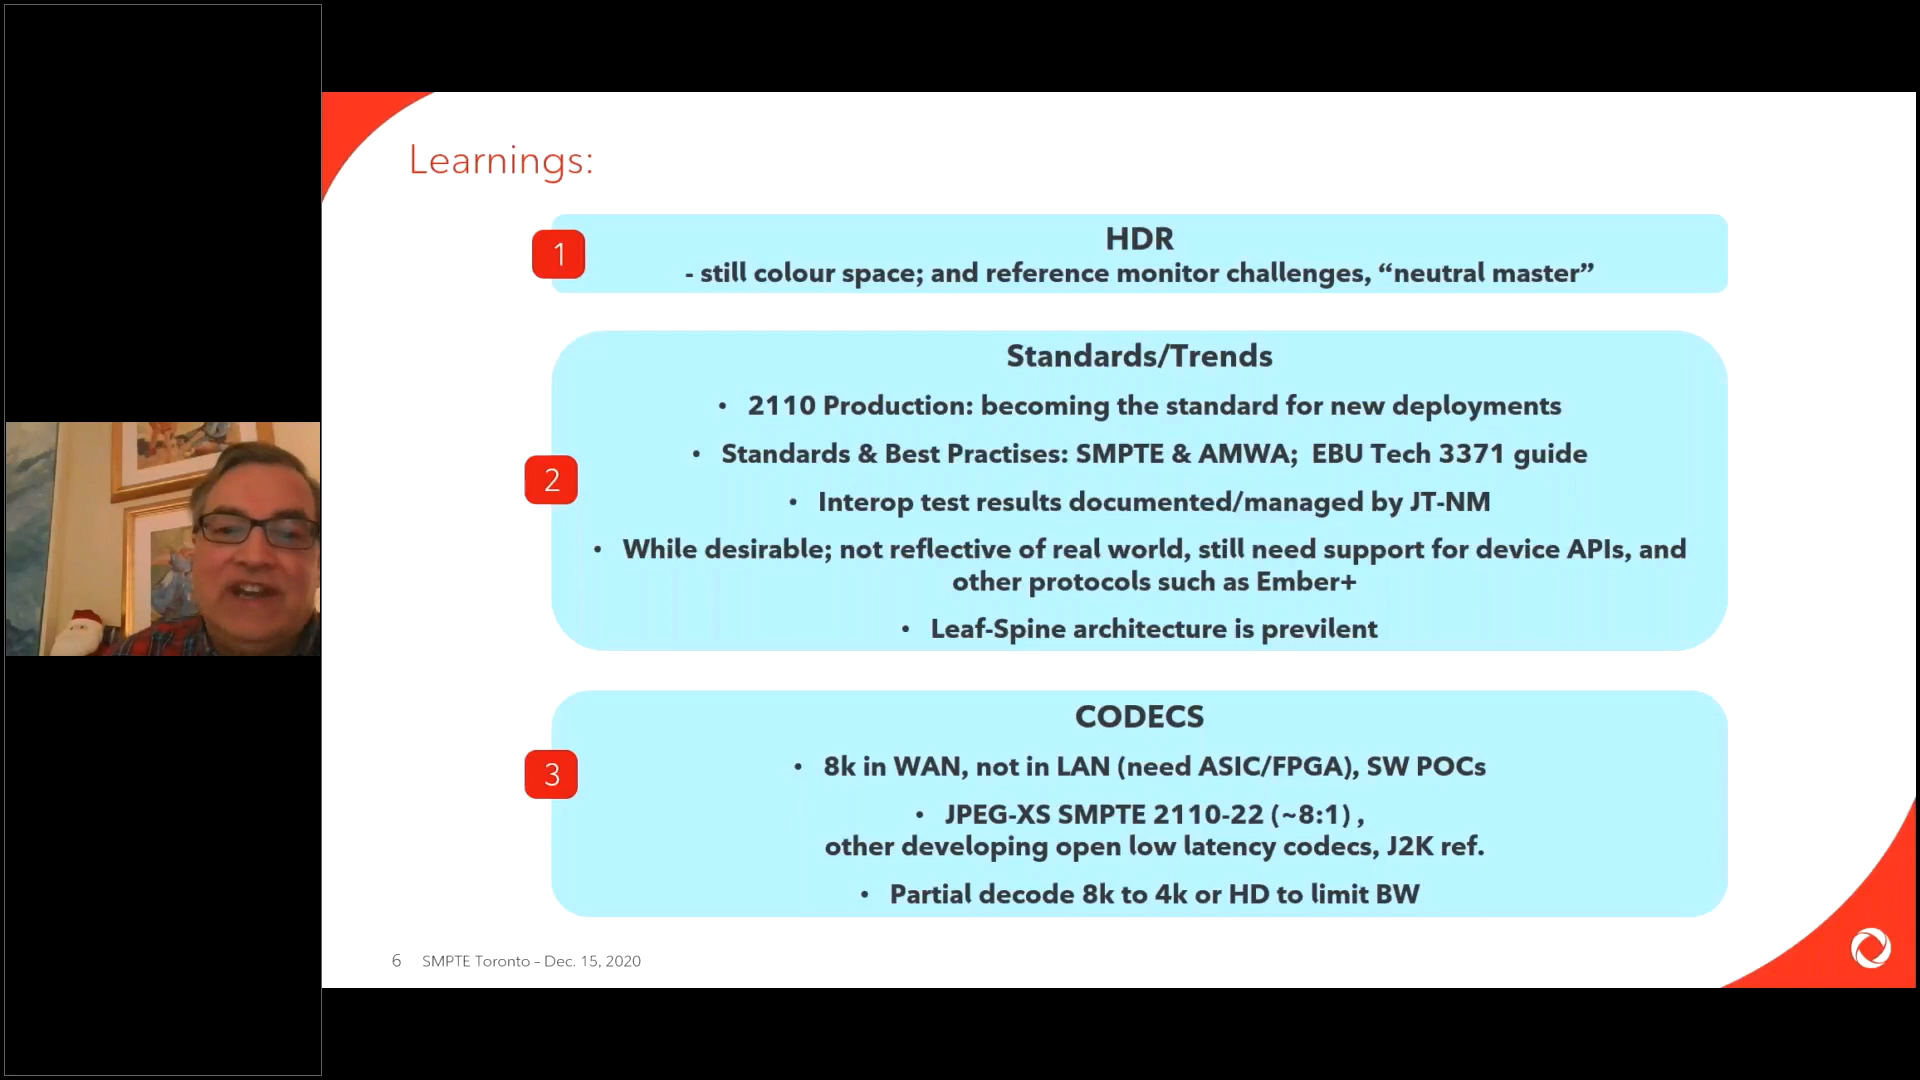 Learnings:
1
HDR
- still colour space; and reference monitor challenges, “neutral master”
2
Standards/Trends
• 2110 Production: becoming the standard for new deployments
• Standards & Best Practises: SMPTE & AMWA; EBU Tech 3371 guide
• Interop test results documented/managed by JT-NM
• While desirable; not reflective of real world, still need support for device APIs, and
other protocols such as Ember+
• Leaf-Spine architecture is previlent
3
CODECS
• 8k in WAN, not in LAN (need ASIC/FPGA), SW POCs
• JPEG-XS SMPTE 2110-22 (~8:1) ,
other developing open low latency codecs, J2K ref.
• Partial decode 8k to 4k or HD to limit BW
6 SMPTE Toronto – Dec. 15, 2020